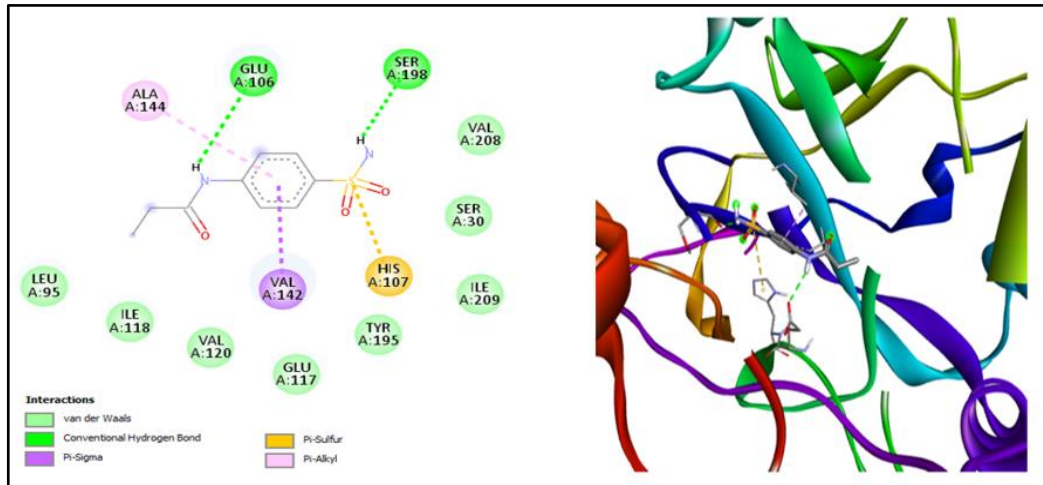 GLU
A:106
SER
A:198
ALA
A:144
H
N
VAL
A:208
H
N
S
O
O
SER
A:30
O
HIS
A:107
VAL
A:142
LEU
A:95
ILE
A:209
ILE
A:118
TYR
A:195
VAL
A:120
GLU
A:117
Interactions
van der Waals
Conventional Hydrogen Bond
Pi-Sigma
Pi-Sulfur
Pi-Alkyl